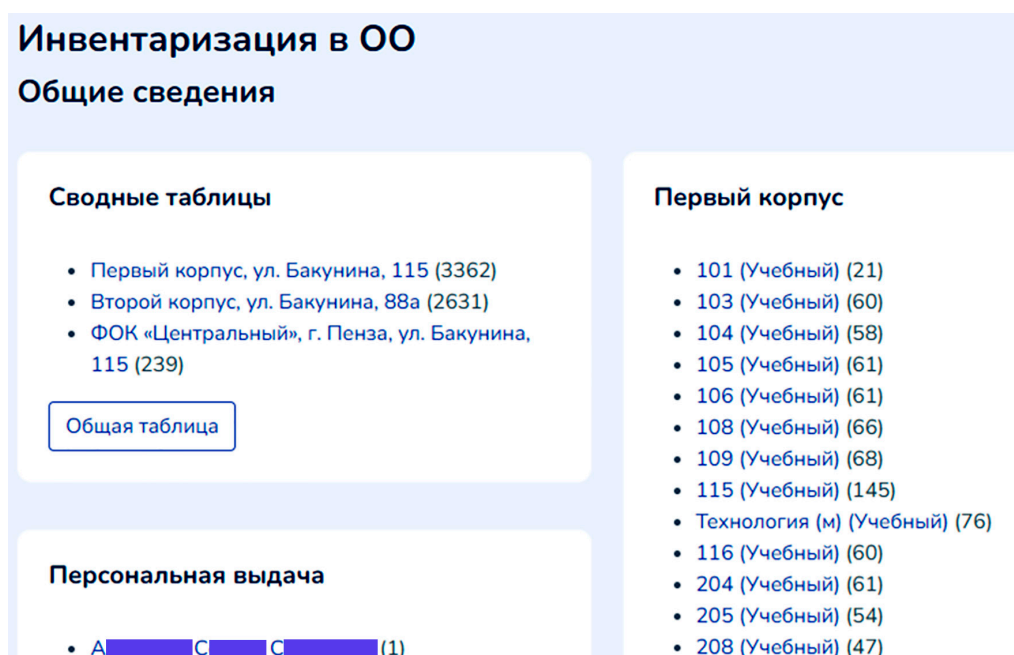 Инвентаризация в ОО
Общие сведения
Сводные таблицы
Первый корпус, ул. Бакунина, 115 (3362)
Второй корпус, ул. Бакунина, 88а (2631)
ФОК «Центральный», г. Пенза, ул. Бакунина,
115 (239)
Общая таблица
Персональная выдача
А С С (1)
Первый корпус
101 (Учебный) (21)
103 (Учебный) (60)
104 (Учебный) (58)
105 (Учебный) (61)
106 (Учебный) (61)
108 (Учебный) (66)
109 (Учебный) (68)
115 (Учебный) (145)
Технология (м) (Учебный) (76)
116 (Учебный) (60)
204 (Учебный) (61)
205 (Учебный) (54)
208 (Учебный) (47)